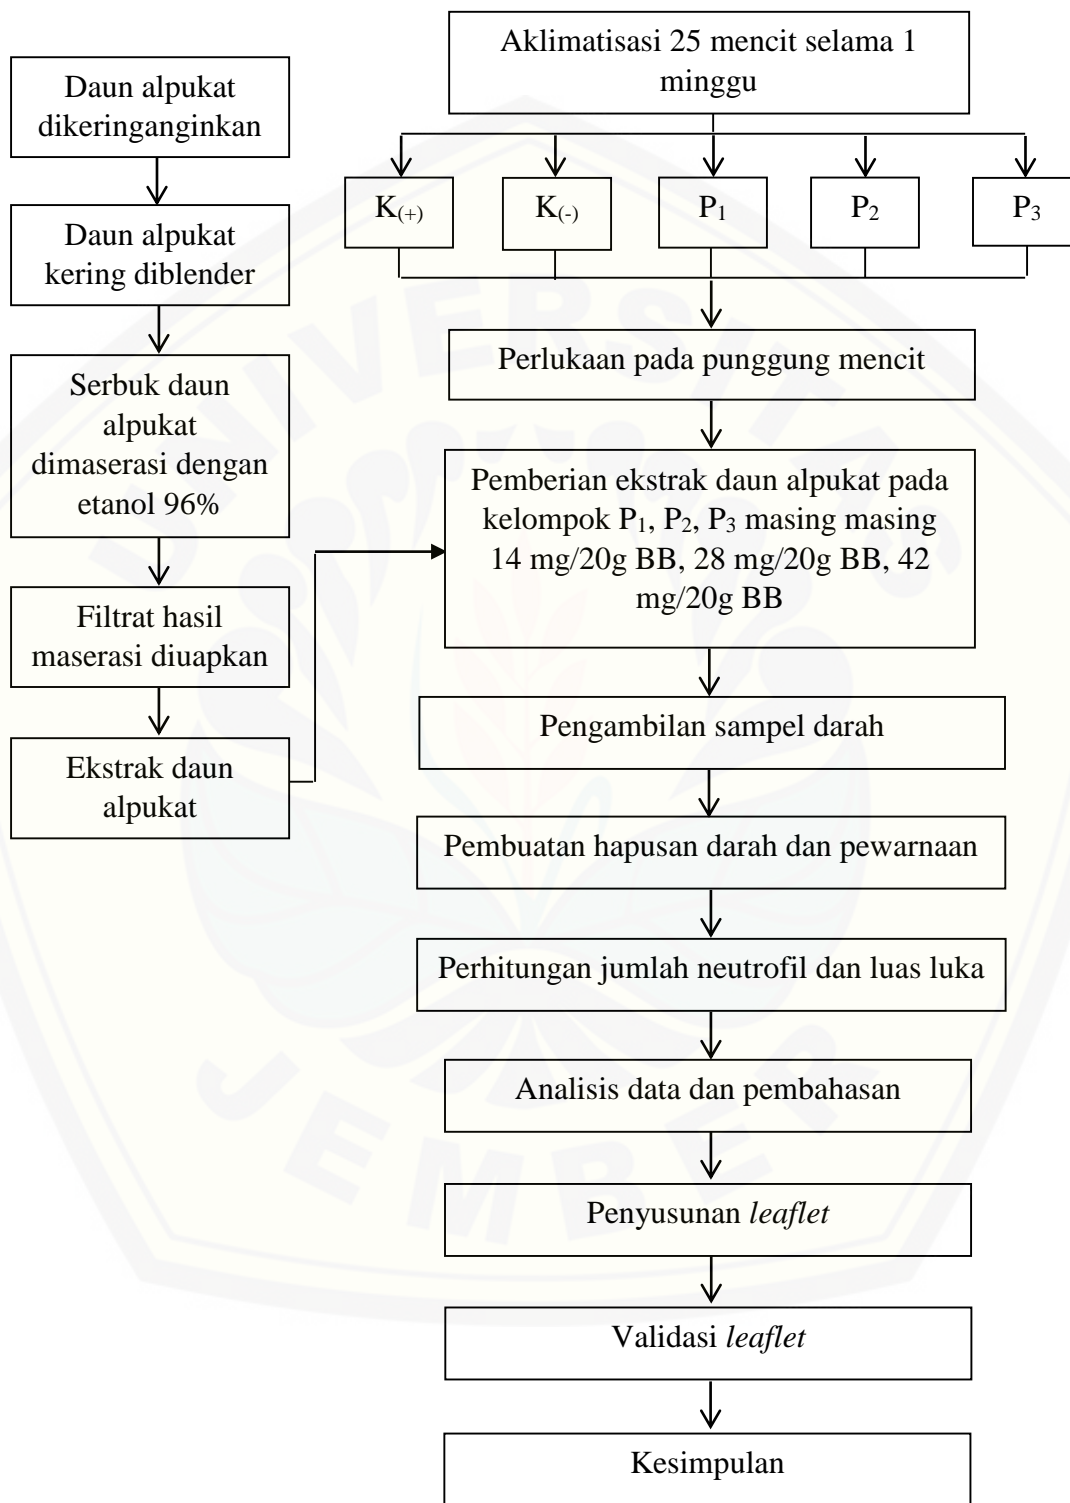 Daun alpukat
dikeringanginkan
Daun alpukat
kering diblender
Serbuk daun
alpukat
dimaserasi dengan
etanol 96%
Filtrat hasil
maserasi diuapkan
Ekstrak daun
alpukat
Aklimatisasi 25 mencit selama 1
minggu
K(+)
K(-)
P1
P2
P3
Perlukaan pada punggung mencit
Pemberian ekstrak daun alpukat pada
kelompok P1, P2, P3 masing masing
14 mg/20g BB, 28 mg/20g BB, 42
mg/20g BB
Pengambilan sampel darah
Pembuatan hapusan darah dan pewarnaan
Perhitungan jumlah neutrofil dan luas luka
Analisis data dan pembahasan
Penyusunan leaflet
Validasi leaflet
Kesimpulan
UNIVERSITAS
JEMBER